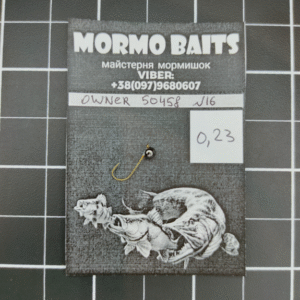 MORMO BAITS
майстерня мормишок
VIBER:
+38(097)9680607
OWNER 50458 №16
0,23